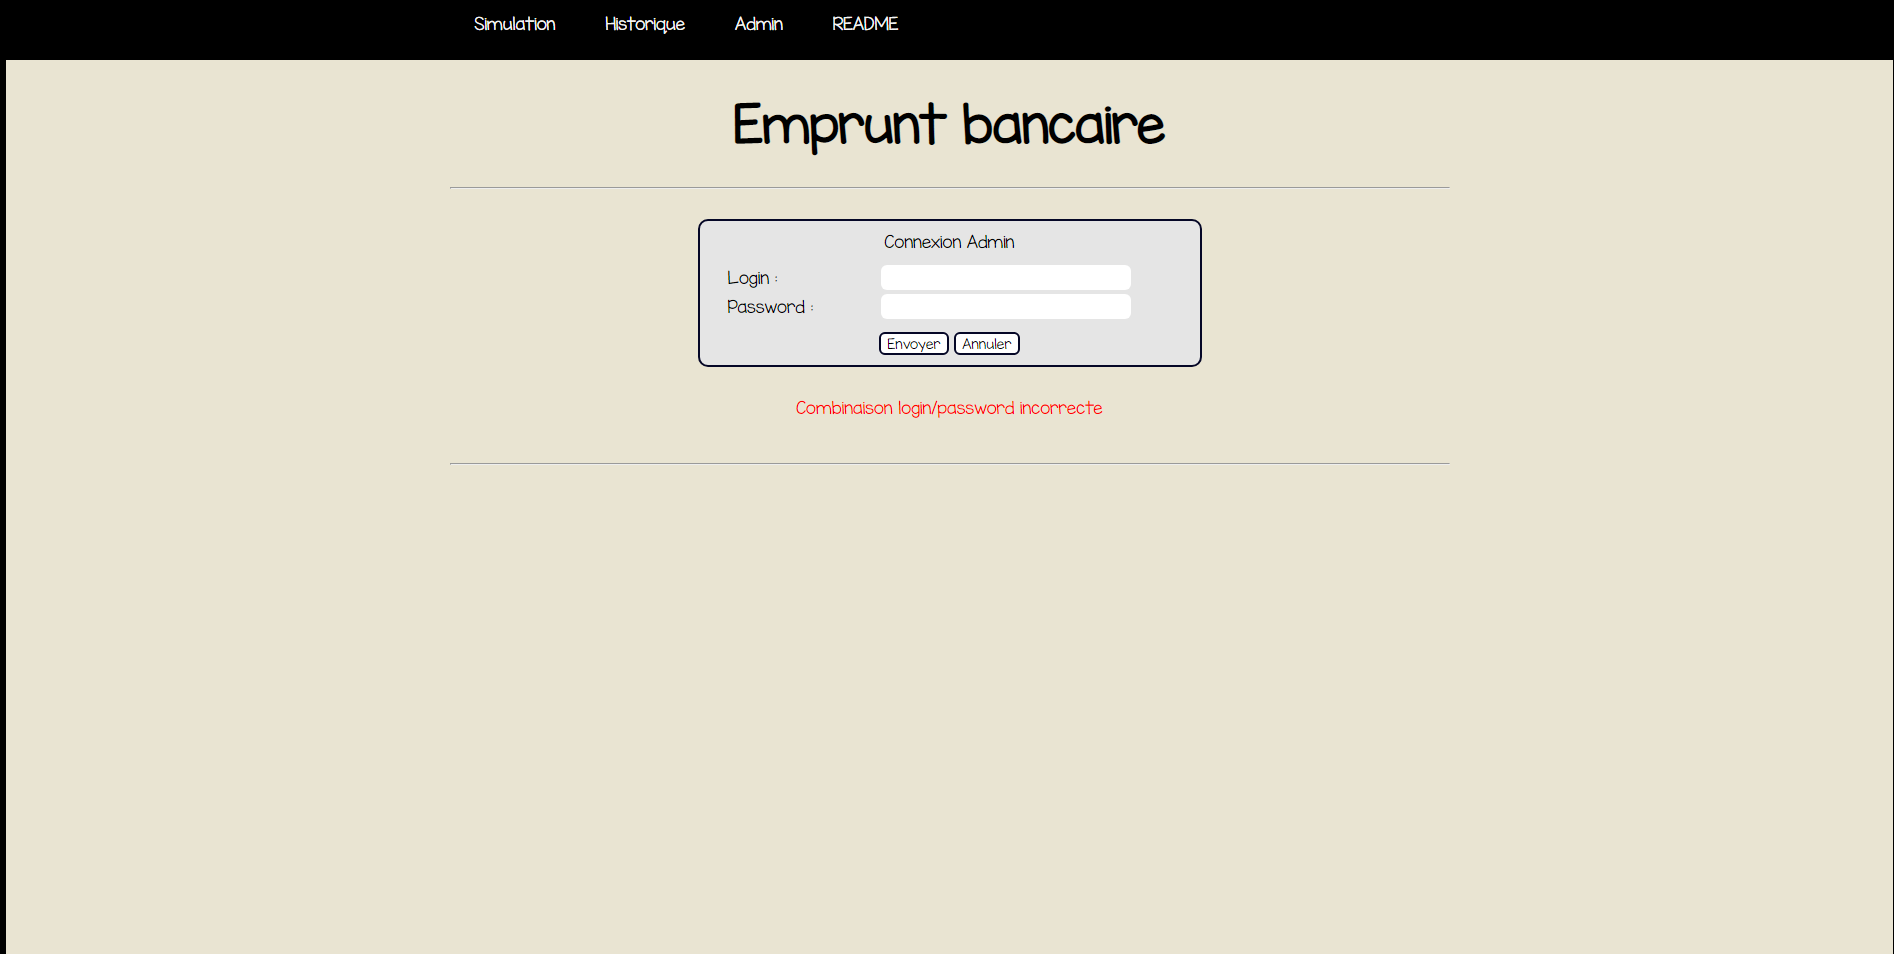 Simulation Historique Admin README
Emprunt bancaire
Connexion Admin
Login :
Password :
Envoyer Annuler
Combinaison login/password incorrecte